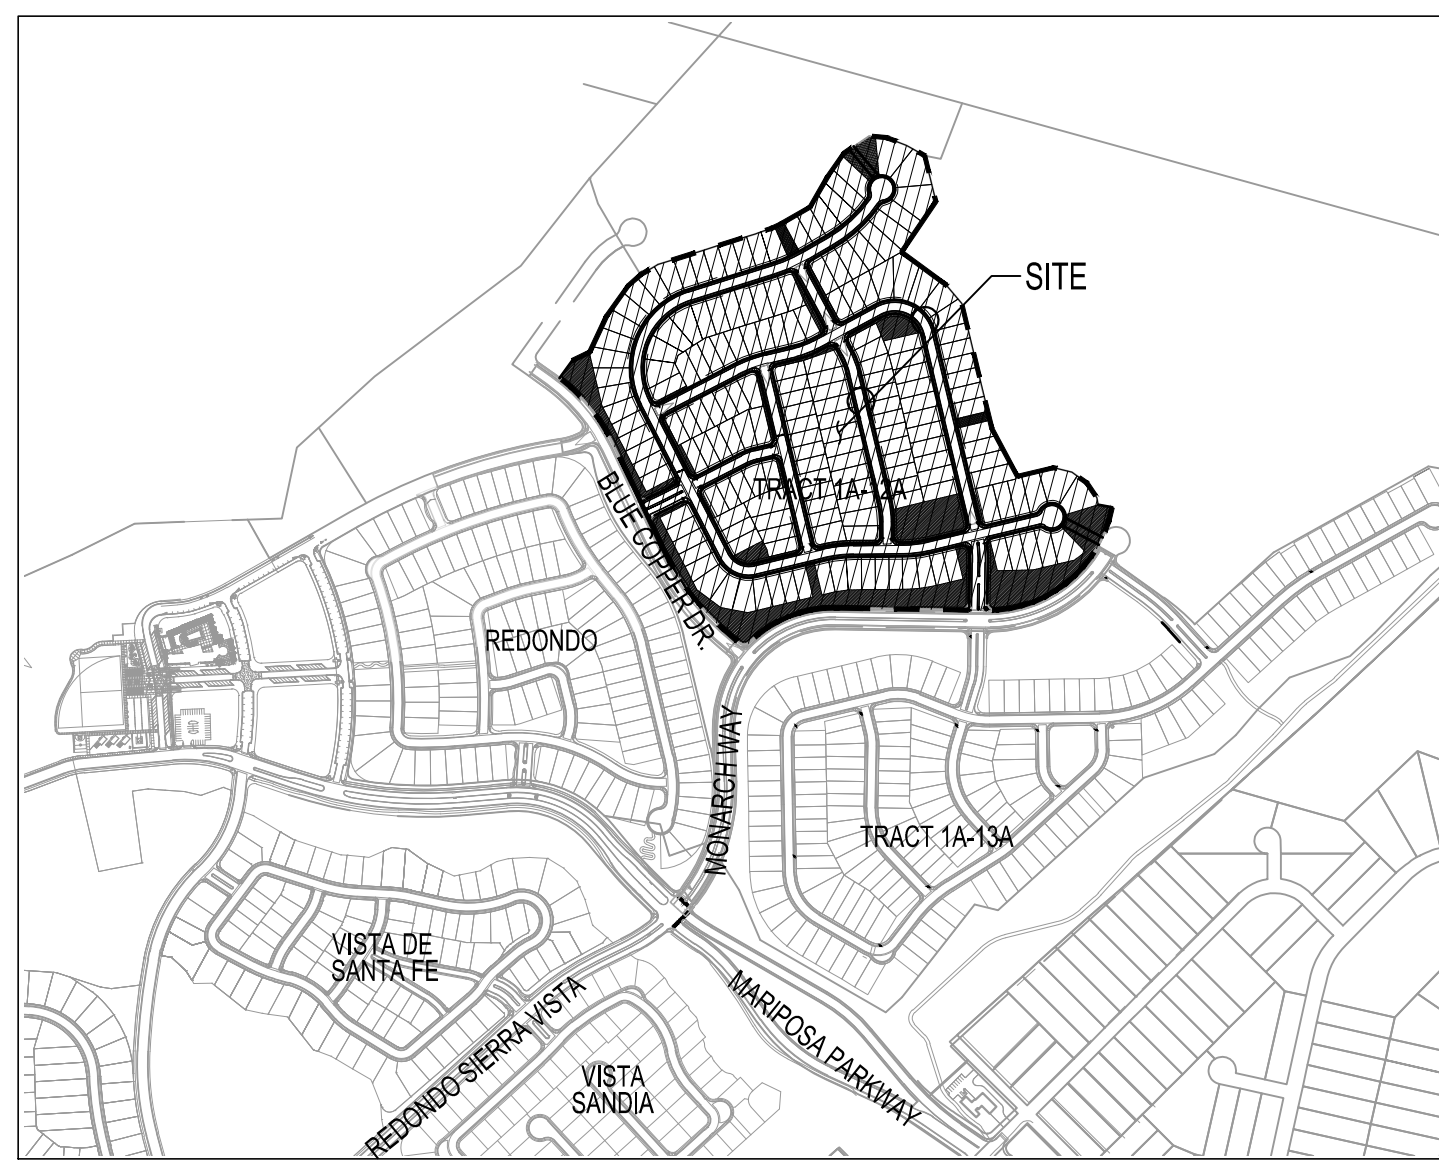 SITE
TRACT 1A-12A
BLUE COPPER DR.
REDONDO
MONARCH WAY
TRACT 1A-13A
VISTA DE
SANTA FE
REDONDO SIERRA VISTA
MARIPOSA PARKWAY
VISTA
SANDIA